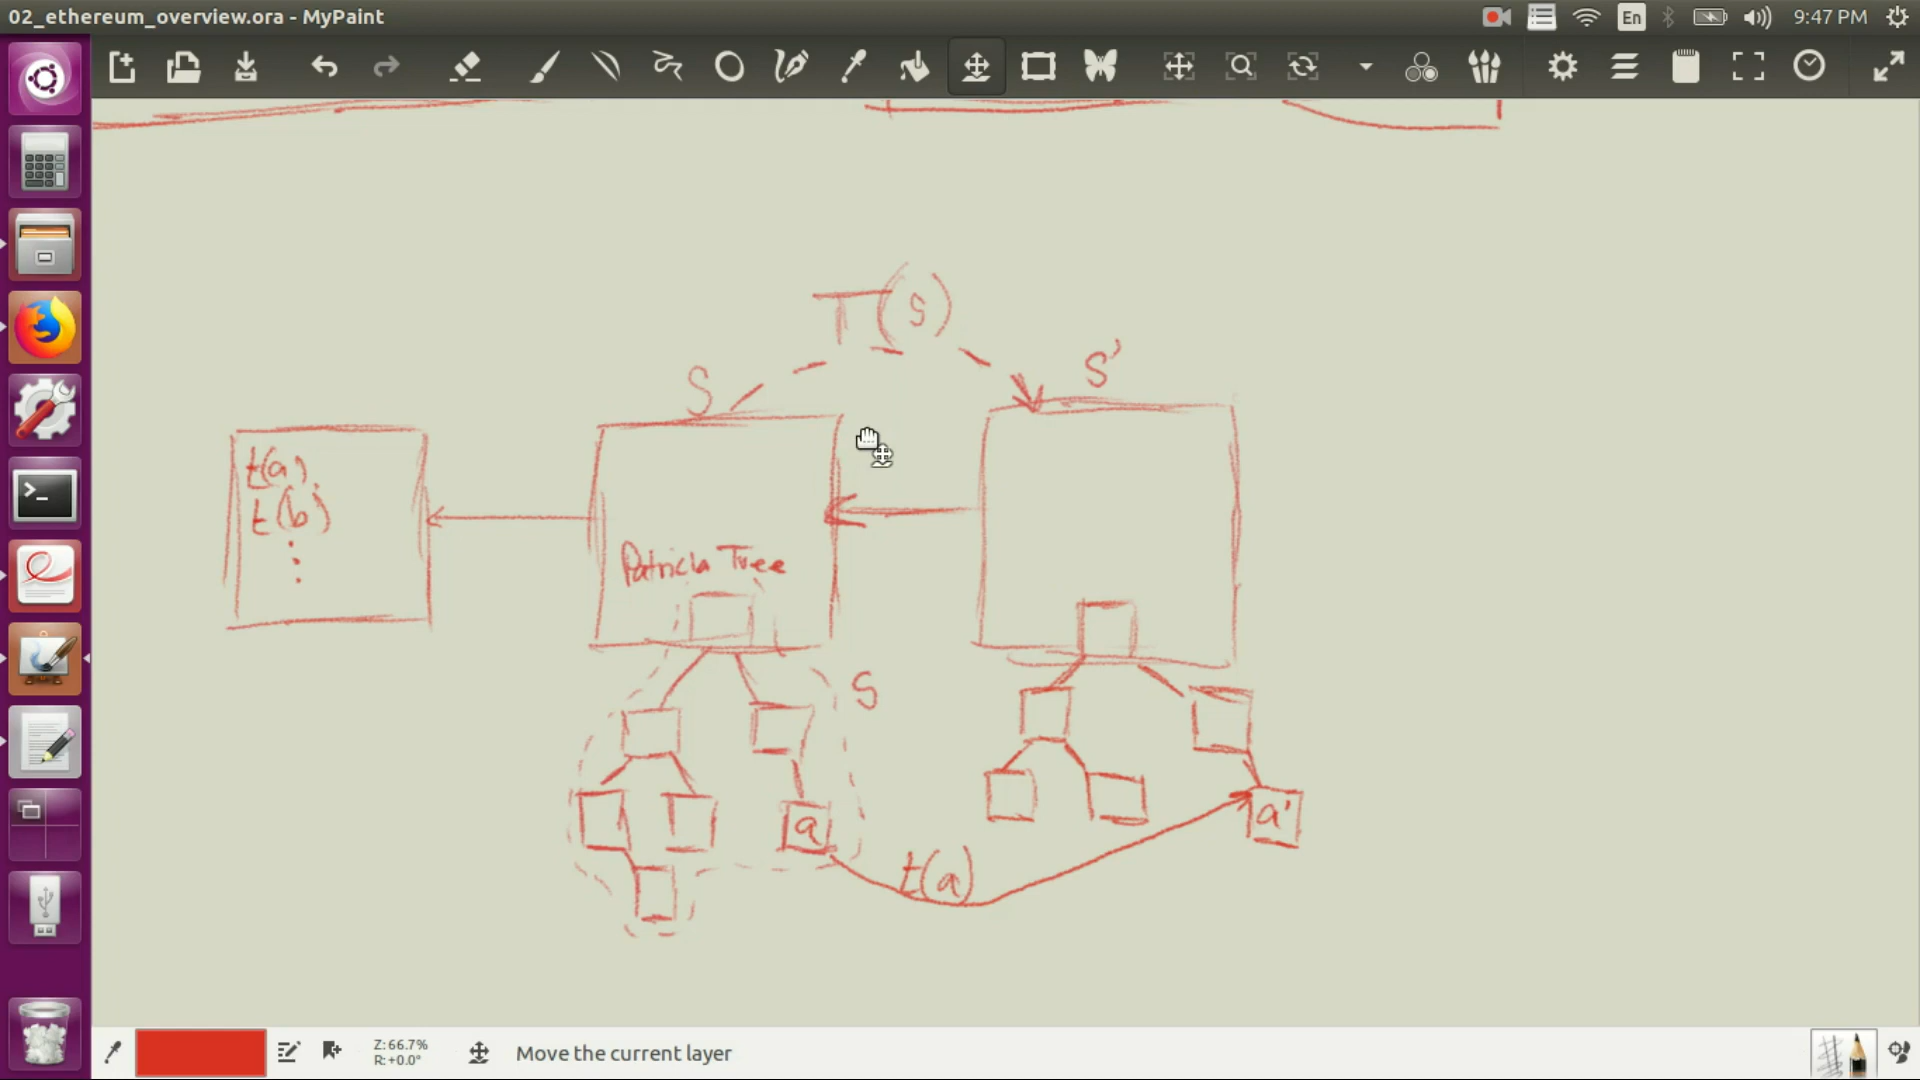 02_ethereum_overview.ora - MyPaint
En
9:47 PM
T(s)
S
S'
t(a)
t(b)
Patricia Tree
S
a
a'
t(a)
Z:66.7%
R:+0.0°
Move the current layer